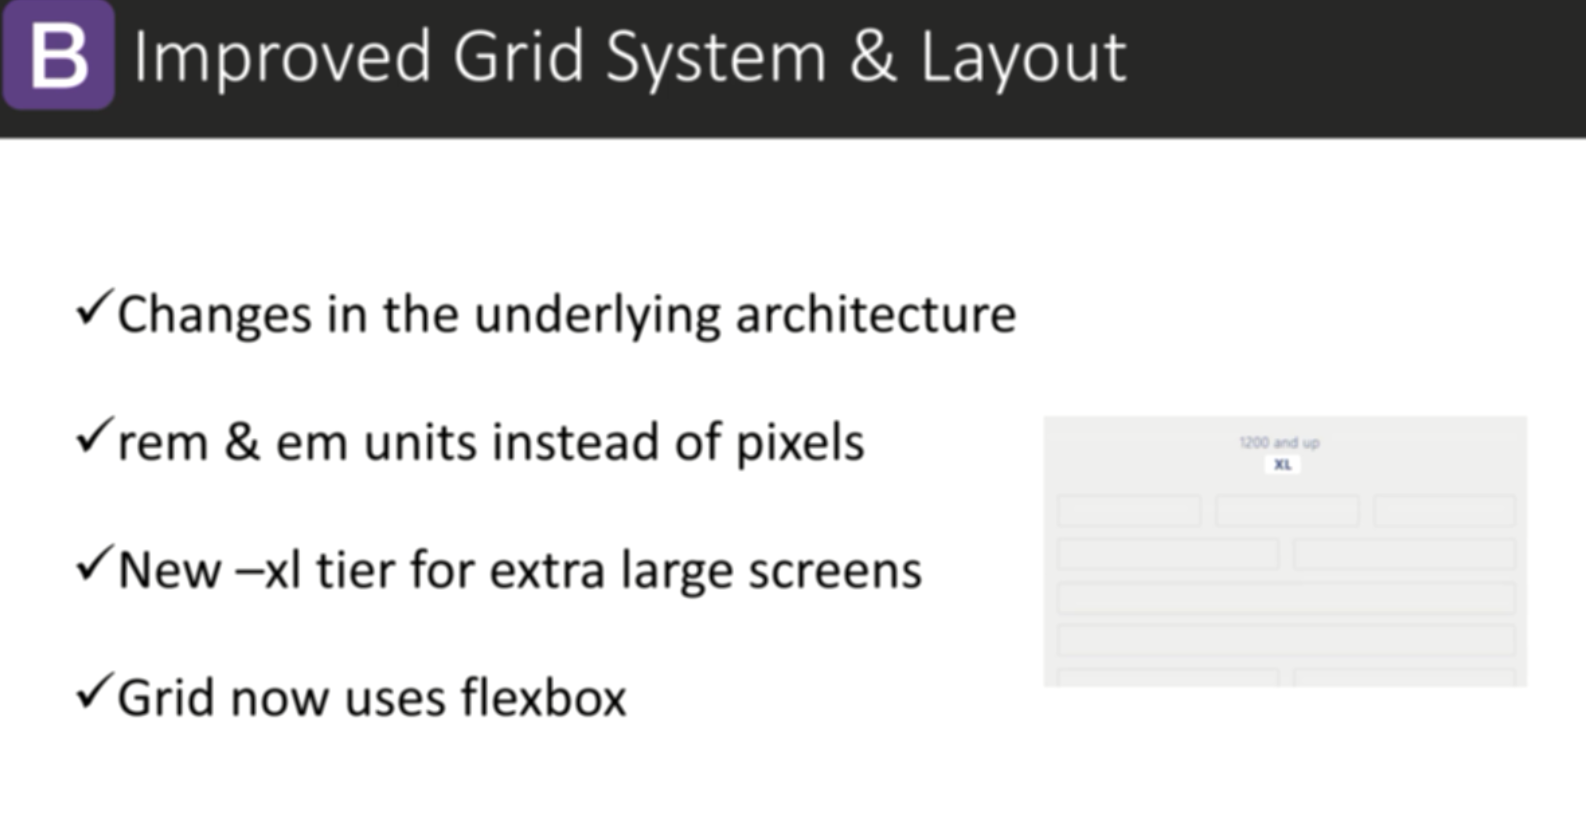 B Improved Grid System & Layout
✓Changes in the underlying architecture
✓rem & em units instead of pixels
✓New –xl tier for extra large screens
✓Grid now uses flexbox
1200 and up
XL